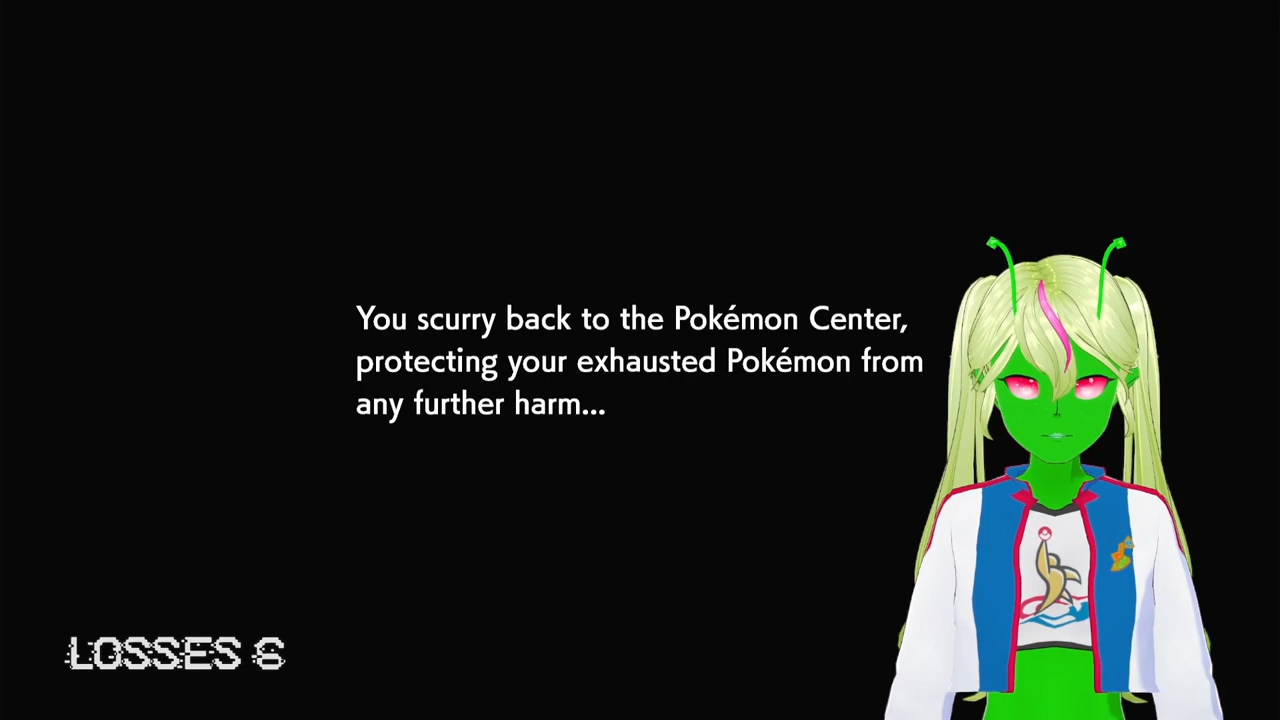 You scurry back to the Pokémon Center,
protecting your exhausted Pokémon from
any further harm...
LOSSES 6